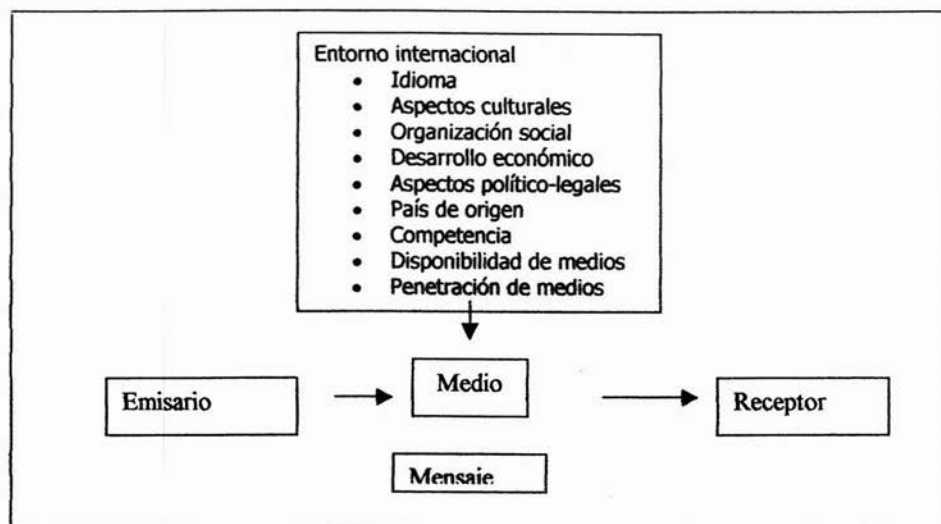 Entorno internacional
• Idioma
• Aspectos culturales
• Organización social
• Desarrollo económico
• Aspectos político-legales
• País de origen
• Competencia
• Disponibilidad de medios
• Penetración de medios
Emisario
Medio
Receptor
Mensaje